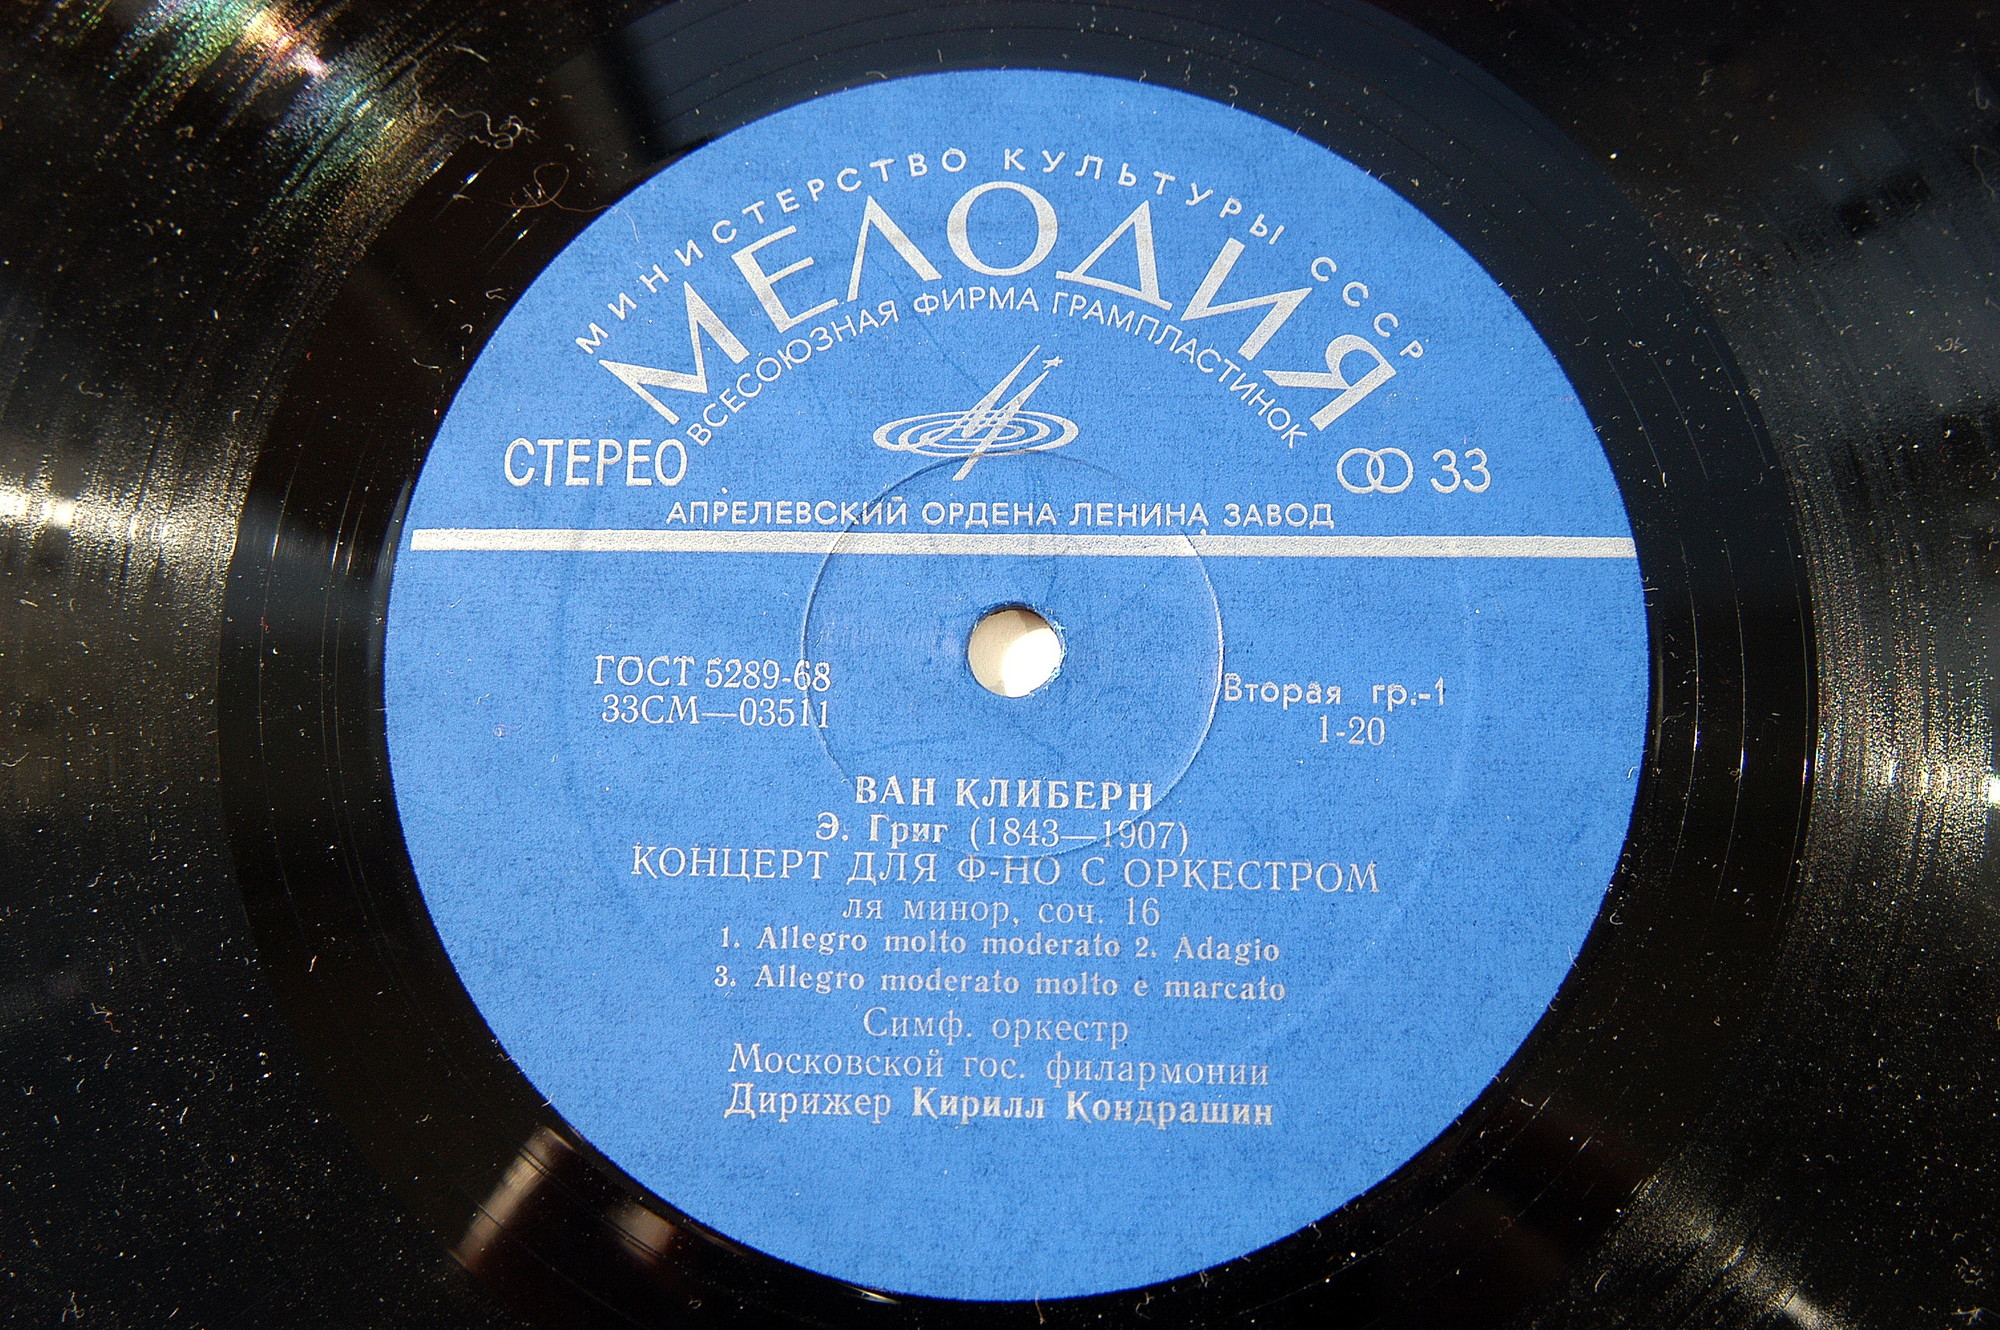 МИНИСТЕРСТВО КУЛЬТУРЫ СССР
МЕЛОДИЯ
ВСЕСОЮЗНАЯ ФИРМА ГРАМПЛАСТИНОК
СТЕРЕО
33
АПРЕЛЕВСКИЙ ОРДЕНА ЛЕНИНА ЗАВОД
ГОСТ 5289-68
33СМ—03511
Вторая гр.-1
1-20
ВАН КЛИБЕРН
Э. Григ (1843—1907)
КОНЦЕРТ ДЛЯ Ф-НО С ОРКЕСТРОМ
ля минор, соч. 16
1. Allegro molto moderato 2. Adagio
3. Allegro moderato molto e marcato
Симф. оркестр
Московской гос. филармонии
Дирижер Кирилл Кондрашин